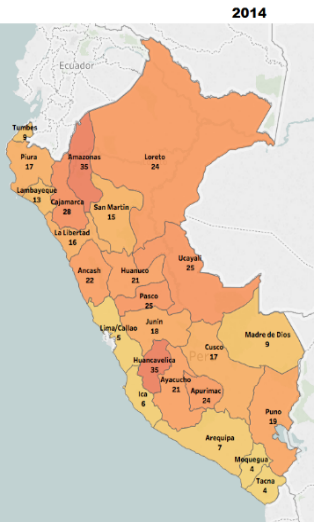 2014
Ecuador
Tumbes
9
Piura
17
Amazonas
35
Loreto
24
Lambayeque
13
Cajamarca
28
San Martin
15
La Libertad
16
Ancash
22
Huanuco
21
Ucayali
25
Pasco
25
Lima/Callao
5
Junin
18
Madre de Dios
9
Cusco
17
Huancavelica
35
Ayacucho
21
Apurimac
24
Ica
6
Puno
19
Arequipa
7
Moquegua
4
Tacna
4